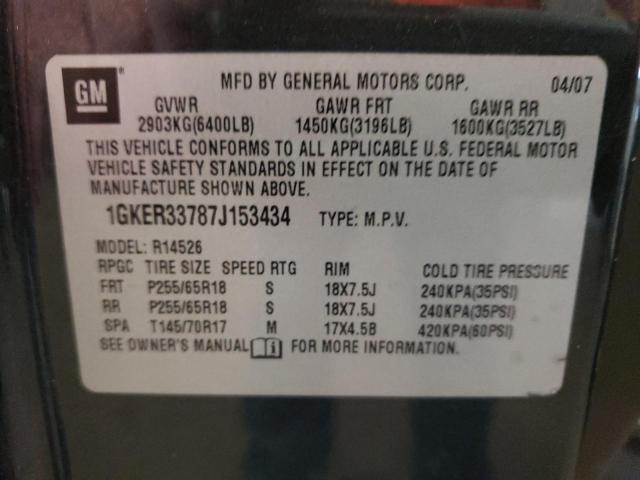 GM
MFD BY GENERAL MOTORS CORP. 04/07
GVWR GAWR FRT GAWR RR
2903KG(6400LB) 1450KG(3196LB) 1600KG(3527LB)
THIS VEHICLE CONFORMS TO ALL APPLICABLE U.S. FEDERAL MOTOR
VEHICLE SAFETY STANDARDS IN EFFECT ON THE DATE OF
MANUFACTURE SHOWN ABOVE.
1GKER33787J153434 TYPE: M.P.V.
MODEL: R14526
RPGC TIRE SIZE SPEED RTG RIM COLD TIRE PRESSURE
FRT P255/65R18 S 18X7.5J 240KPA(35PSI)
RR P255/65R18 S 18X7.5J 240KPA(35PSI)
SPA T145/70R17 M 17X4.5B 420KPA(60PSI)
SEE OWNER'S MANUAL i FOR MORE INFORMATION.